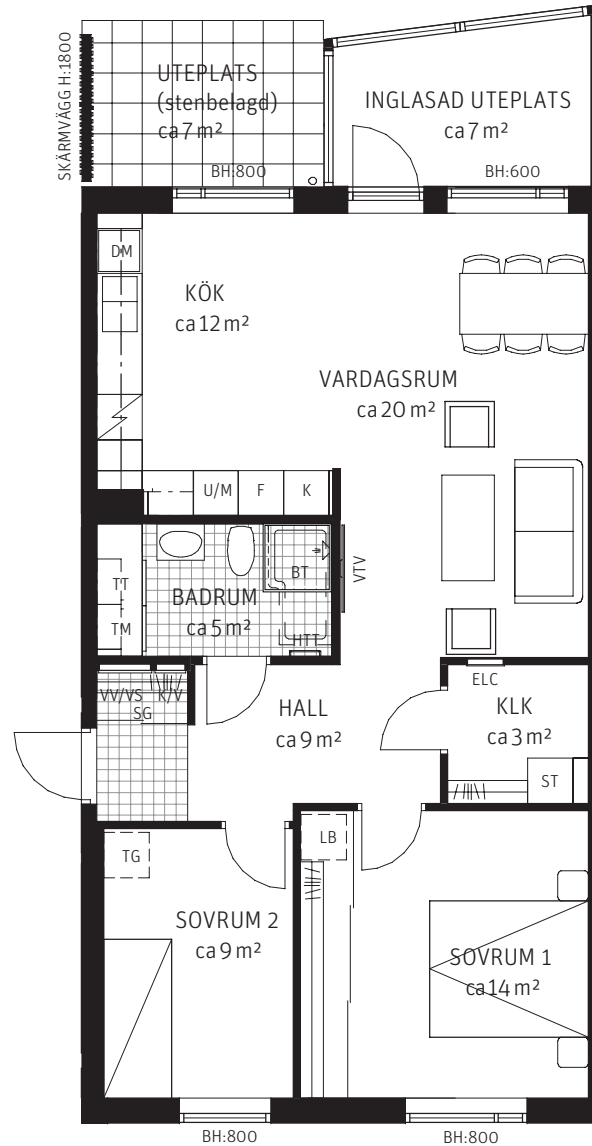 SKÄRMVÄGG H:1800
UTEPLATS
(stenbelagd)
ca 7 m²
INGLASAD UTEPLATS
ca 7 m²
BH:800
BH:600
DM
KÖK
ca 12 m²
VARDAGSRUM
ca 20 m²
U/M
F
K
TT
TM
BADRUM
ca 5 m²
BT
HTT
VTV
VV/VS
K/V
SG
HALL
ca 9 m²
ELC
KLK
ca 3 m²
ST
TG
LB
SOVRUM 2
ca 9 m²
SOVRUM 1
ca 14 m²
BH:800
BH:800